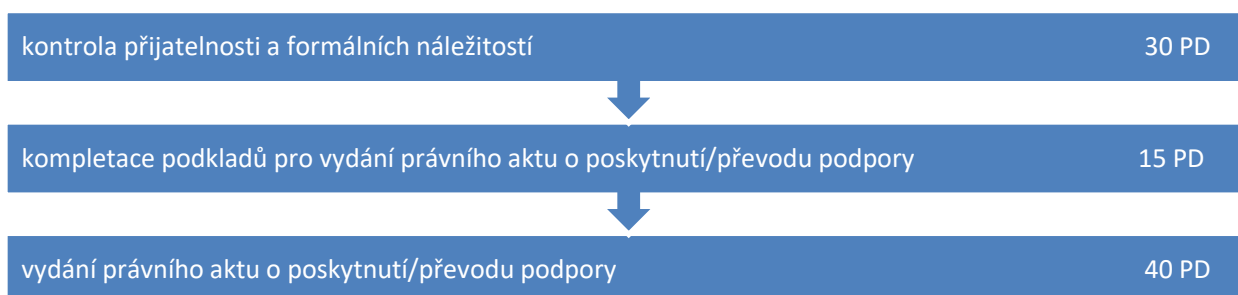 kontrola přijatelnosti a formálních náležitostí 30 PD
kompletace podkladů pro vydání právního aktu o poskytnutí/převodu podpory 15 PD
vydání právního aktu o poskytnutí/převodu podpory 40 PD